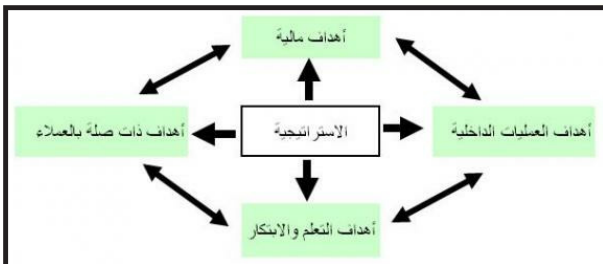 أهداف مالية
أهداف العمليات الداخلية
الاستراتيجية
أهداف ذات صلة بالعملاء
أهداف التعلم والابتكار